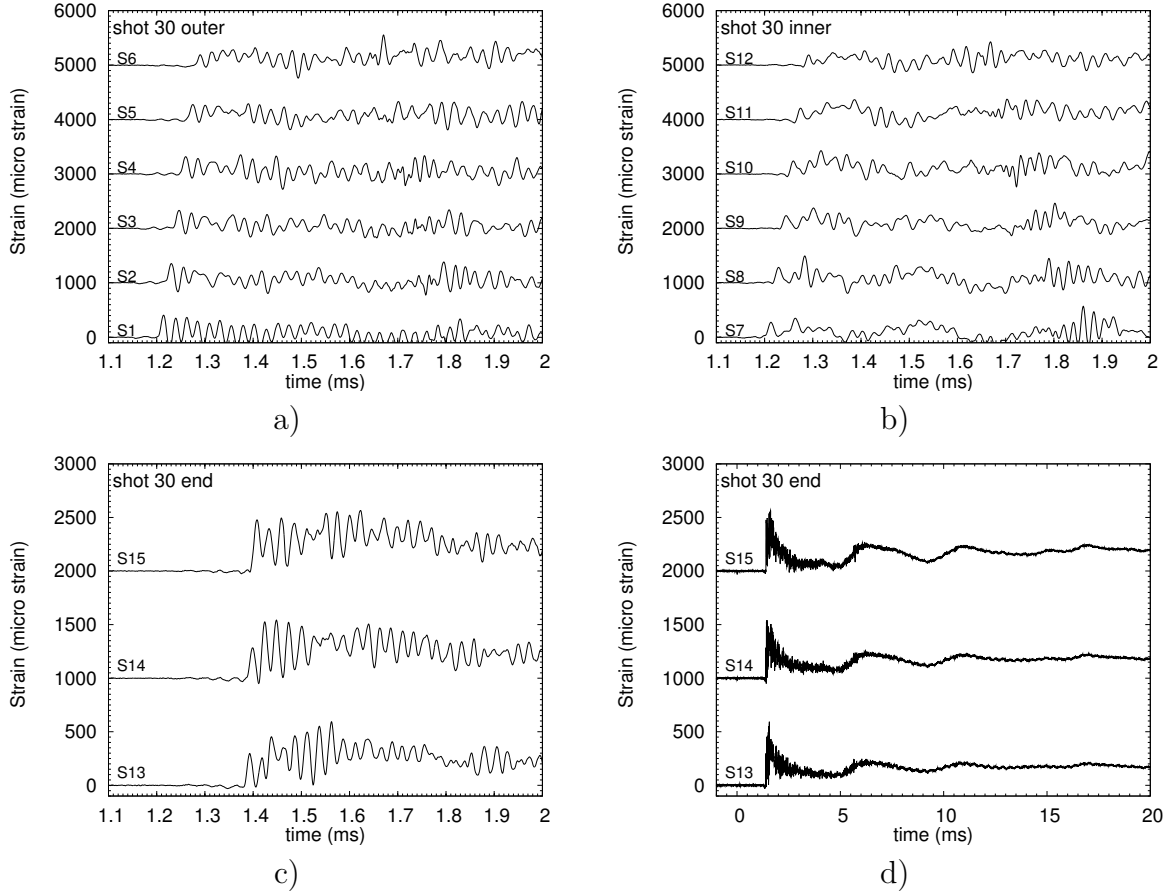 6000
5000
4000
3000
2000
1000
0
Strain (micro strain)
shot 30 outer
S6
S5
S4
S3
S2
S1
1.1 1.2 1.3 1.4 1.5 1.6 1.7 1.8 1.9 2
time (ms)
a)
6000
5000
4000
3000
2000
1000
0
Strain (micro strain)
shot 30 inner
S12
S11
S10
S9
S8
S7
1.1 1.2 1.3 1.4 1.5 1.6 1.7 1.8 1.9 2
time (ms)
b)
3000
2500
2000
1500
1000
500
0
Strain (micro strain)
shot 30 end
S15
S14
S13
1.1 1.2 1.3 1.4 1.5 1.6 1.7 1.8 1.9 2
time (ms)
c)
3000
2500
2000
1500
1000
500
0
Strain (micro strain)
shot 30 end
S15
S14
S13
0 5 10 15 20
time (ms)
d)